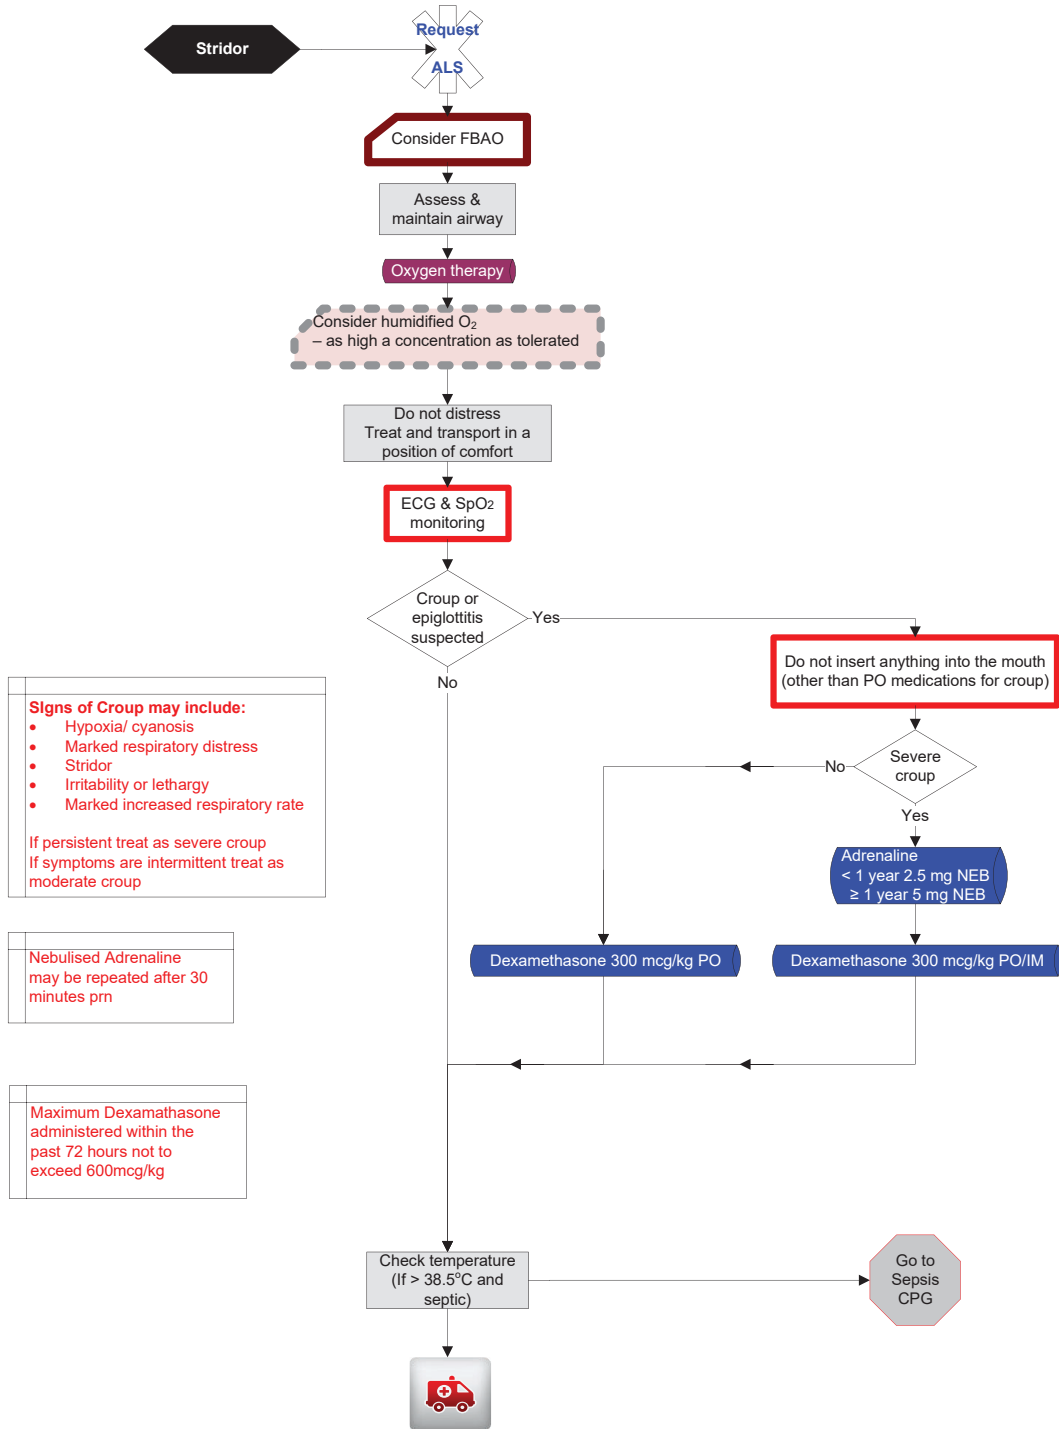 Stridor
Request
ALS
Consider FBAO
Assess &
maintain airway
Oxygen therapy
Consider humidified O₂
– as high a concentration as tolerated
Do not distress
Treat and transport in a
position of comfort
ECG & SpO₂
monitoring
Croup or
epiglottitis
suspected
Yes
No
Do not insert anything into the mouth
(other than PO medications for croup)
Severe
croup
No
Yes
SIgns of Croup may include:
• Hypoxia/ cyanosis
• Marked respiratory distress
• Stridor
• Irritability or lethargy
• Marked increased respiratory rate
If persistent treat as severe croup
If symptoms are intermittent treat as
moderate croup
Adrenaline
< 1 year 2.5 mg NEB
≥ 1 year 5 mg NEB
Dexamethasone 300 mcg/kg PO
Dexamethasone 300 mcg/kg PO/IM
Nebulised Adrenaline
may be repeated after 30
minutes prn
Maximum Dexamathasone
administered within the
past 72 hours not to
exceed 600mcg/kg
Check temperature
(If > 38.5°C and
septic)
Go to
Sepsis
CPG